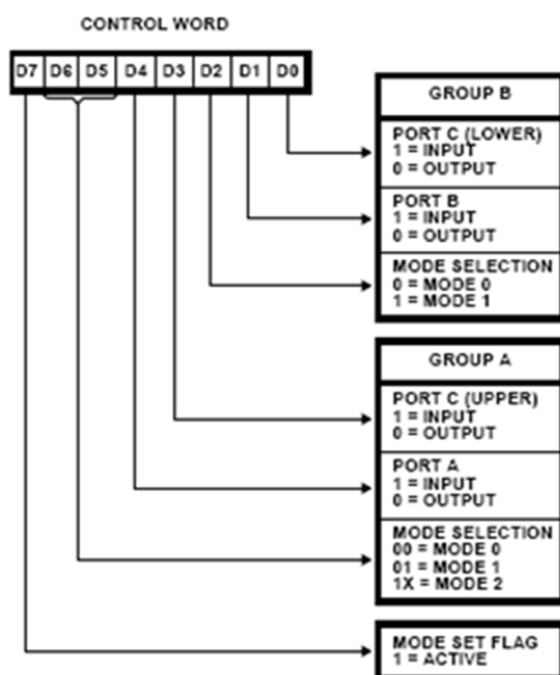 CONTROL WORD
D7 D6 D5 D4 D3 D2 D1 D0
GROUP B
PORT C (LOWER)
1 = INPUT
0 = OUTPUT
PORT B
1 = INPUT
0 = OUTPUT
MODE SELECTION
0 = MODE 0
1 = MODE 1
GROUP A
PORT C (UPPER)
1 = INPUT
0 = OUTPUT
PORT A
1 = INPUT
0 = OUTPUT
MODE SELECTION
00 = MODE 0
01 = MODE 1
1X = MODE 2
MODE SET FLAG
1 = ACTIVE